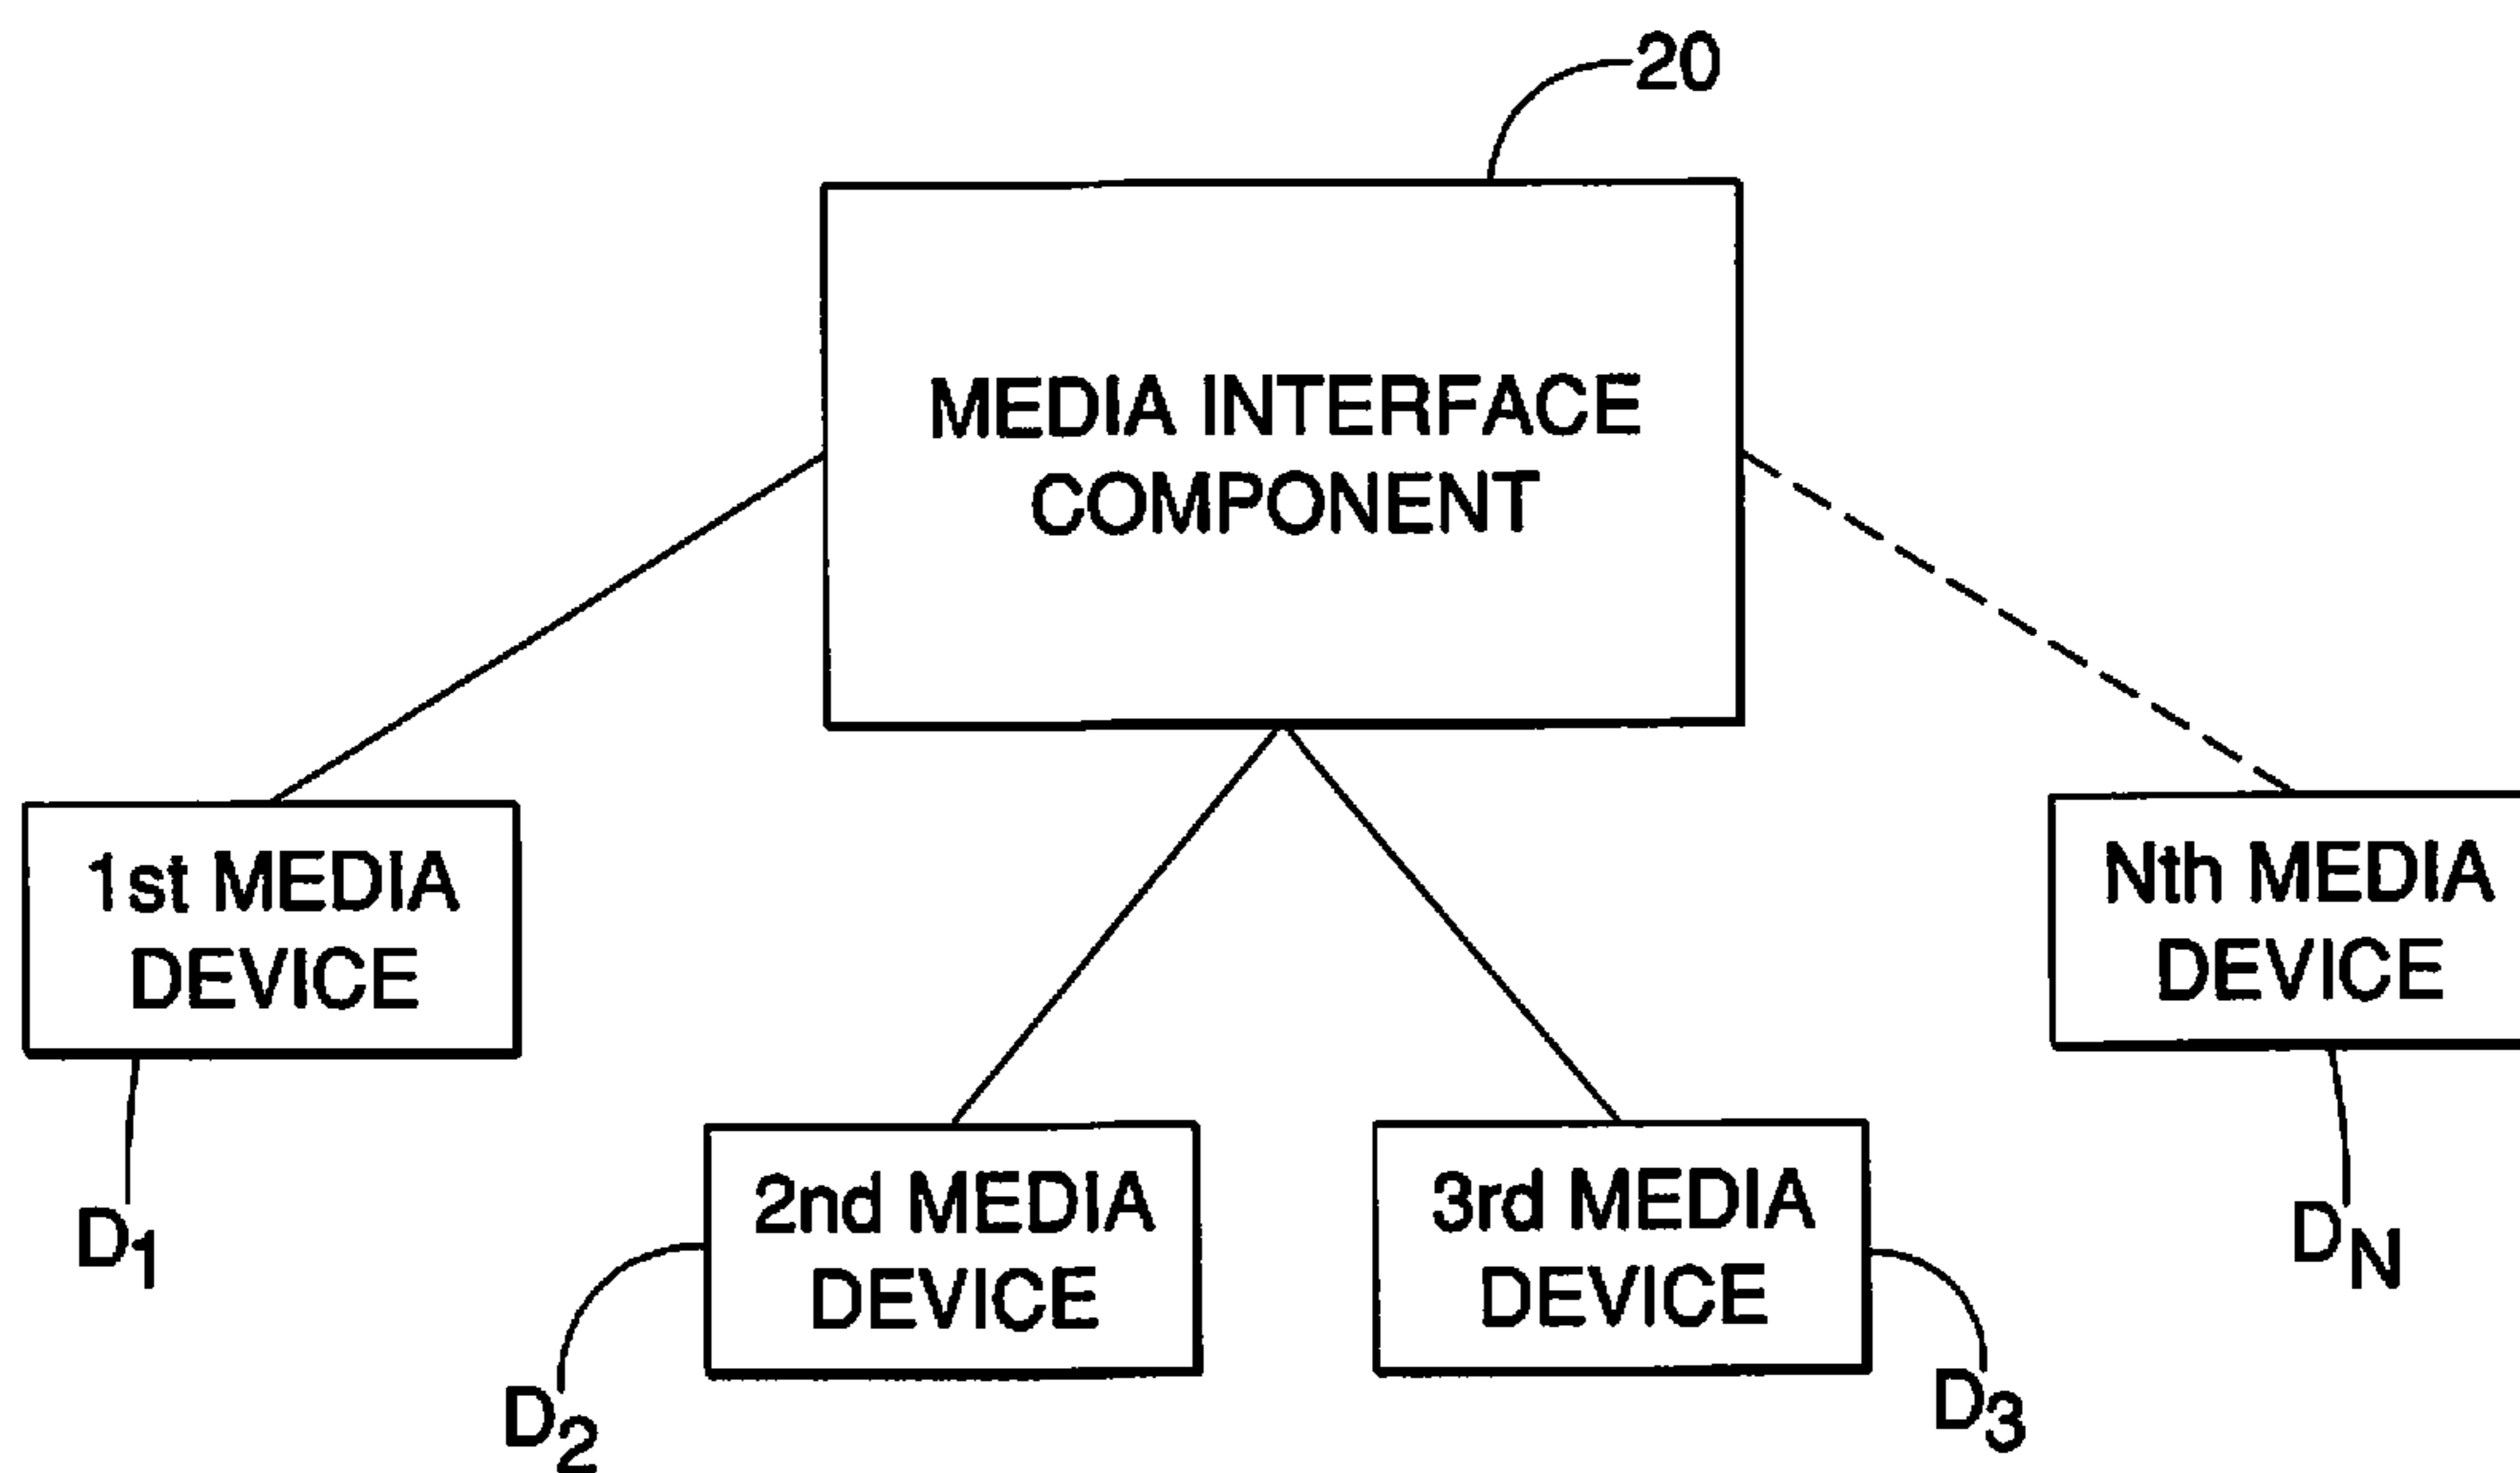 20
MEDIA INTERFACE
COMPONENT
1st MEDIA
DEVICE
Nth MEDIA
DEVICE
D1
2nd MEDIA
DEVICE
3rd MEDIA
DEVICE
DN
D2
D3